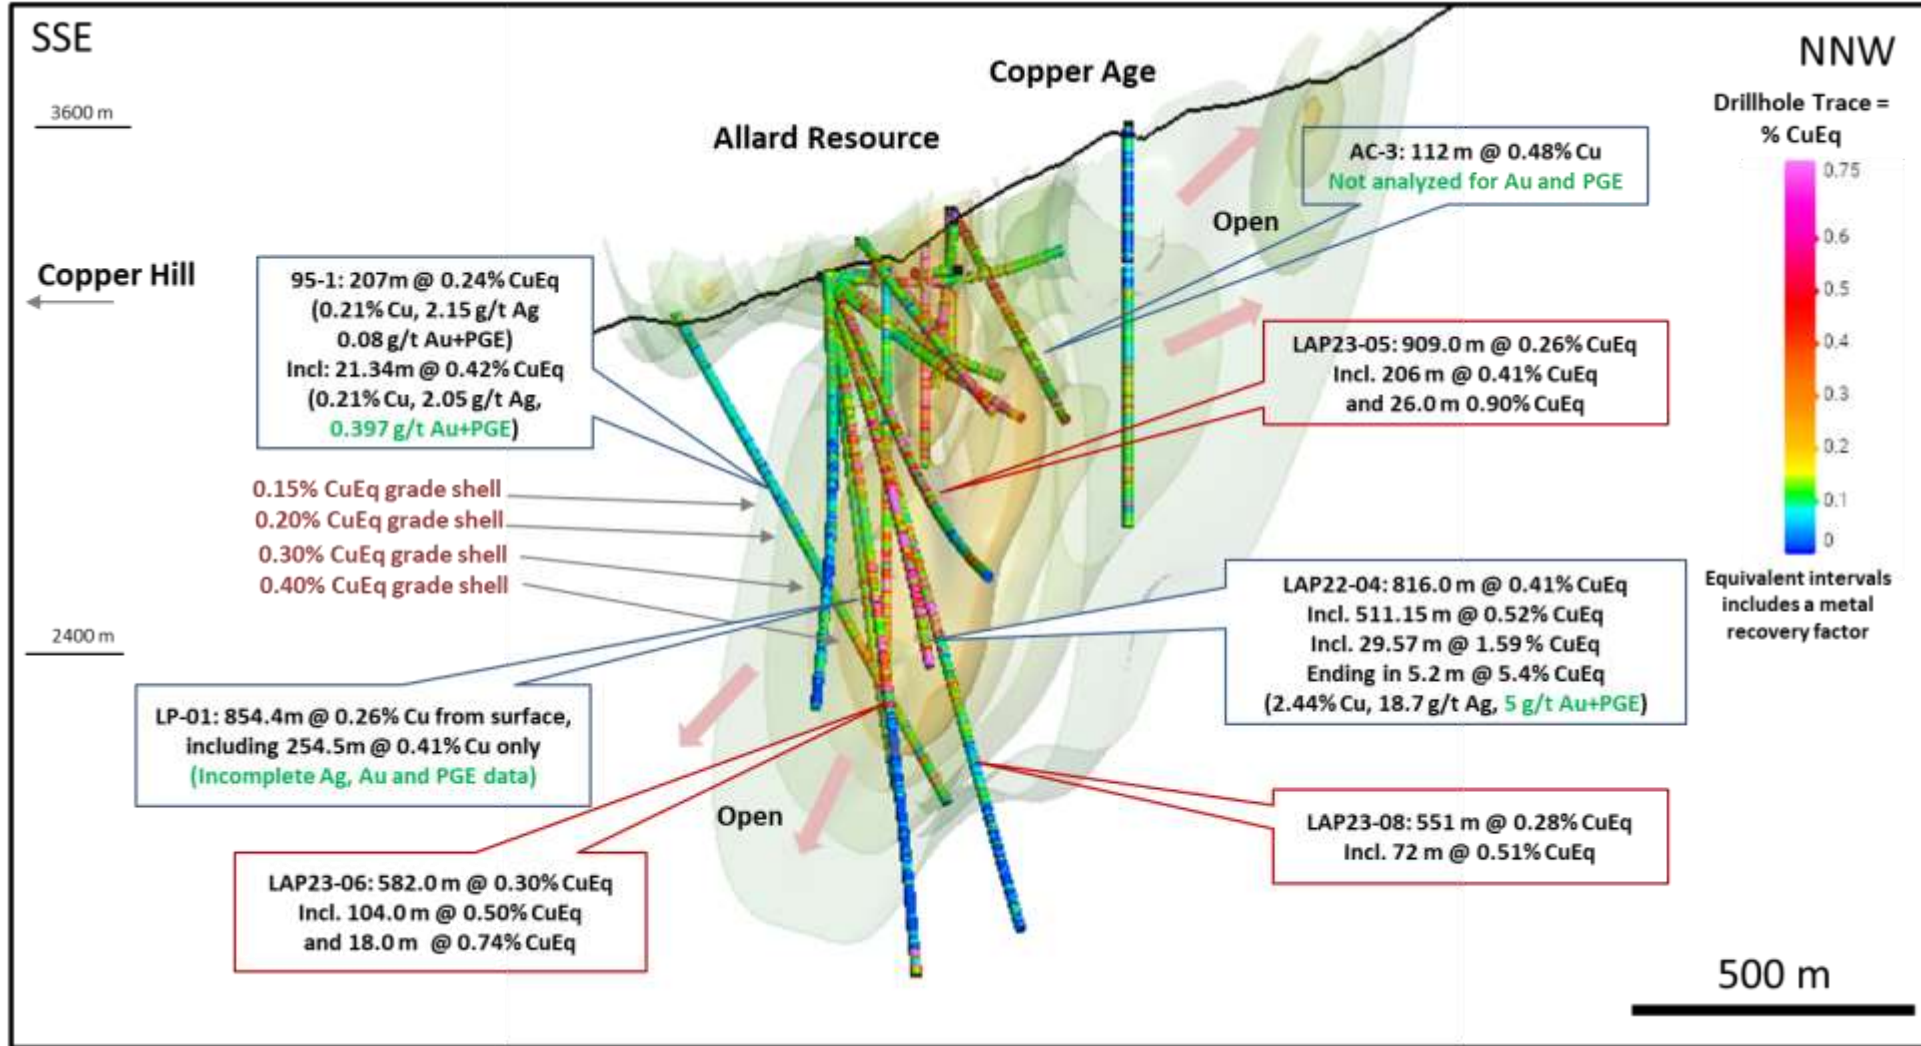 SSE
NNW
3600 m
Copper Age
Allard Resource
Drillhole Trace =
% CuEq
0.75
0.6
0.5
0.3
0.2
0.1
0
Equivalent intervals
includes a metal
recovery factor
AC-3: 112 m @ 0.48% Cu
Not analyzed for Au and PGE
Open
Copper Hill
95-1: 207m @ 0.24% CuEq
(0.21% Cu, 2.15 g/t Ag
0.08 g/t Au+PGE)
Incl: 21.34m @ 0.42% CuEq
(0.21% Cu, 2.05 g/t Ag,
0.397 g/t Au+PGE)
LAP23-05: 909.0 m @ 0.26% CuEq
Incl. 206 m @ 0.41% CuEq
and 26.0 m 0.90% CuEq
0.15% CuEq grade shell
0.20% CuEq grade shell
0.30% CuEq grade shell
0.40% CuEq grade shell
2400 m
LAP22-04: 816.0 m @ 0.41% CuEq
Incl. 511.15 m @ 0.52% CuEq
Incl. 29.57 m @ 1.59 % CuEq
Ending in 5.2 m @ 5.4% CuEq
(2.44% Cu, 18.7 g/t Ag, 5 g/t Au+PGE)
LP-01: 854.4m @ 0.26% Cu from surface,
including 254.5m @ 0.41% Cu only
(Incomplete Ag, Au and PGE data)
Open
LAP23-08: 551 m @ 0.28% CuEq
Incl. 72 m @ 0.51% CuEq
LAP23-06: 582.0 m @ 0.30% CuEq
Incl. 104.0 m @ 0.50% CuEq
and 18.0 m @ 0.74% CuEq
500 m